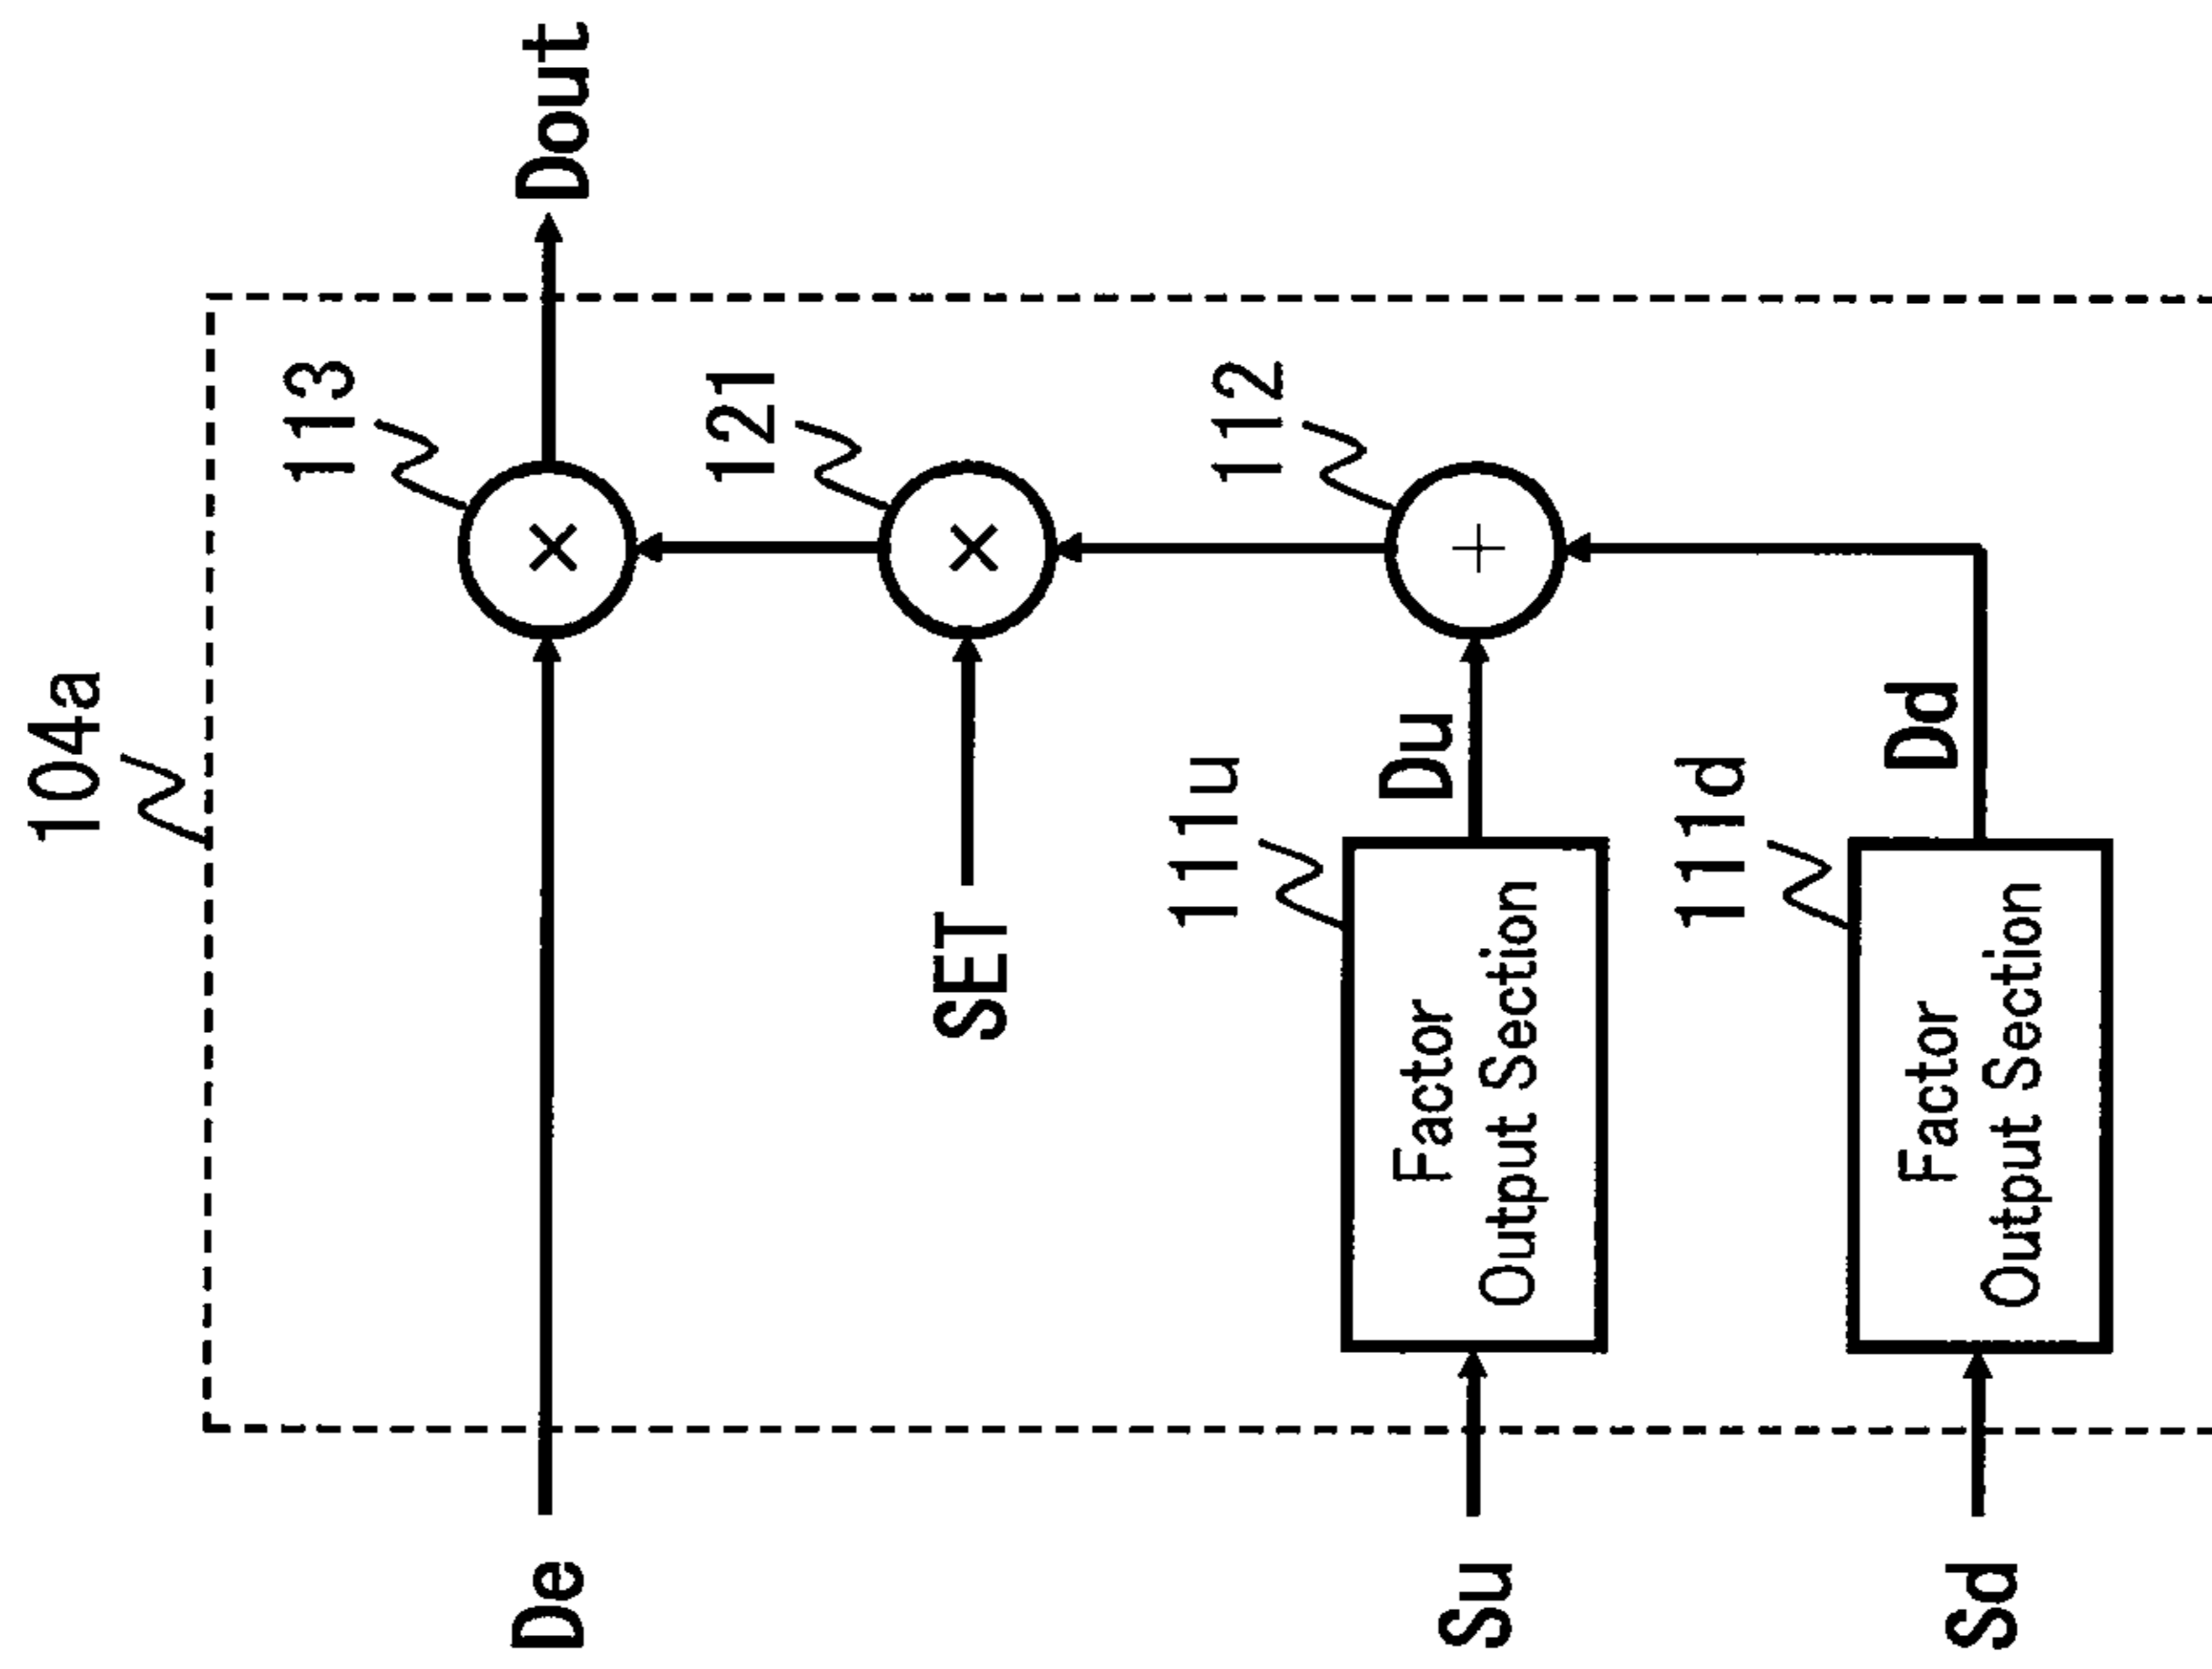 104a
113
De
Dout
121
SET
112
111u
Factor
Output Section
Du
Su
111d
Factor
Output Section
Dd
Sd